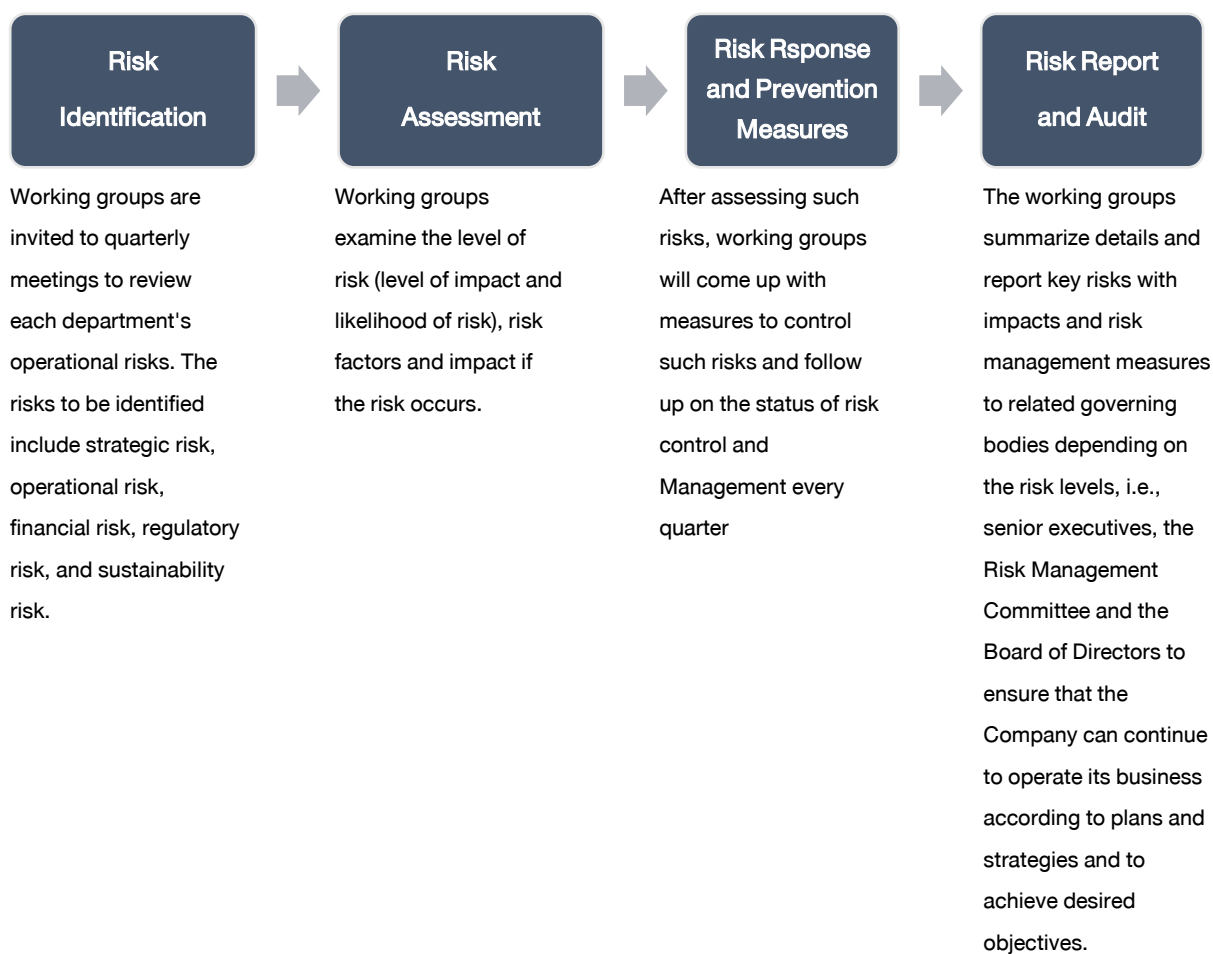 Risk
Identification
Risk
Assessment
Risk Rsponse
and Prevention
Measures
Risk Report
and Audit
Working groups are
invited to quarterly
meetings to review
each department's
operational risks. The
risks to be identified
include strategic risk,
operational risk,
financial risk, regulatory
risk, and sustainability
risk.
Working groups
examine the level of
risk (level of impact and
likelihood of risk), risk
factors and impact if
the risk occurs.
After assessing such
risks, working groups
will come up with
measures to control
such risks and follow
up on the status of risk
control and
Management every
quarter
The working groups
summarize details and
report key risks with
impacts and risk
management measures
to related governing
bodies depending on
the risk levels, i.e.,
senior executives, the
Risk Management
Committee and the
Board of Directors to
ensure that the
Company can continue
to operate its business
according to plans and
strategies and to
achieve desired
objectives.